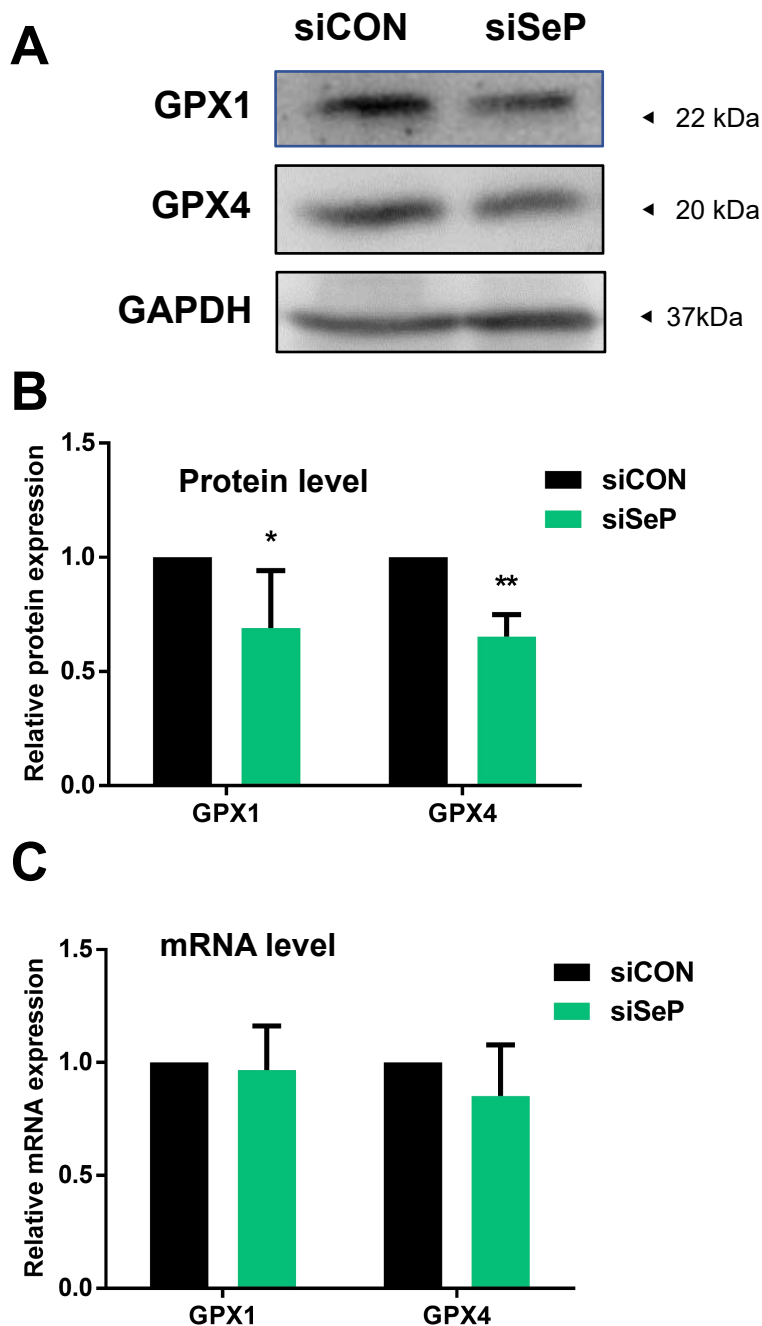 A
siCON siSeP
GPX1
◄ 22 kDa
GPX4
◄ 20 kDa
GAPDH
◄ 37kDa
B
Relative protein expression
1.5
1.0
0.5
0.0
Protein level
siCON
siSeP
*
**
GPX1 GPX4
C
Relative mRNA expression
1.5
1.0
0.5
0.0
mRNA level
siCON
siSeP
GPX1 GPX4